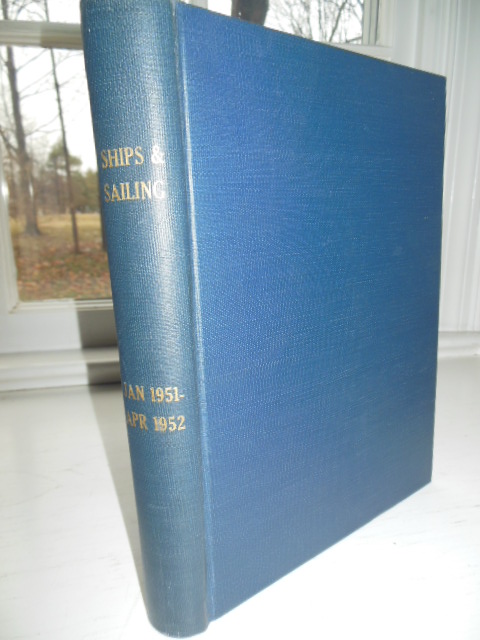 SHIPS &
SAILING
JAN 1951-
APR 1952